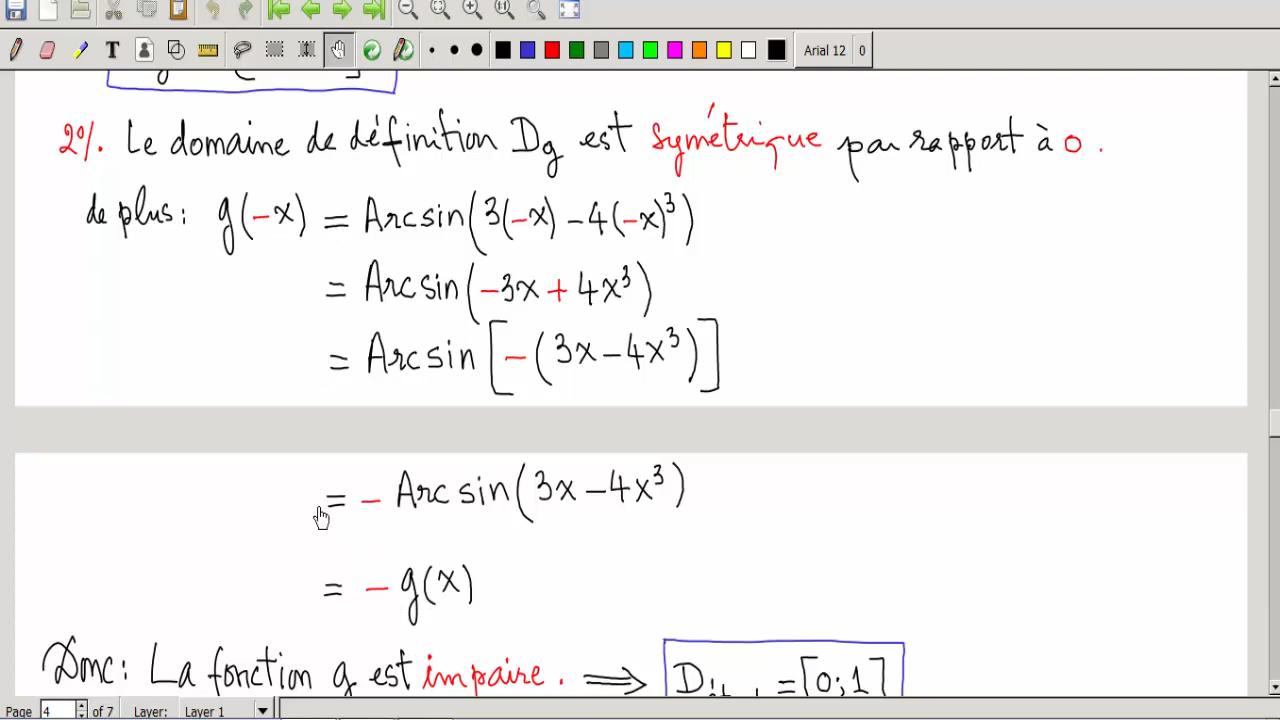 Arial 12 0
2°/. Le domaine de définition Dg est symétrique par rapport à 0.
de plus: g(-x) = Arcsin(3(-x) - 4(-x)³)
= Arcsin(-3x + 4x³)
= Arcsin[-(3x - 4x³)]
= - Arcsin(3x - 4x³)
= - g(x)
Donc: La fonction g est impaire. ⟹ = [0; 1]
Page 4 of 7 Layer: Layer 1